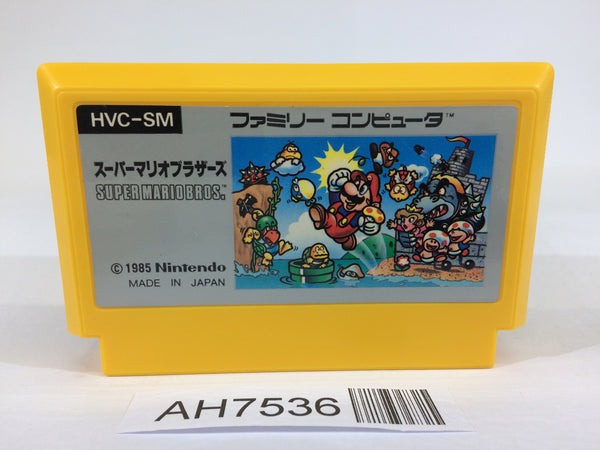 HVC-SM
ファミリー コンピュータ™
スーパーマリオブラザーズ
SUPER MARIO BROS.™
© 1985 Nintendo
MADE IN JAPAN
AH7536